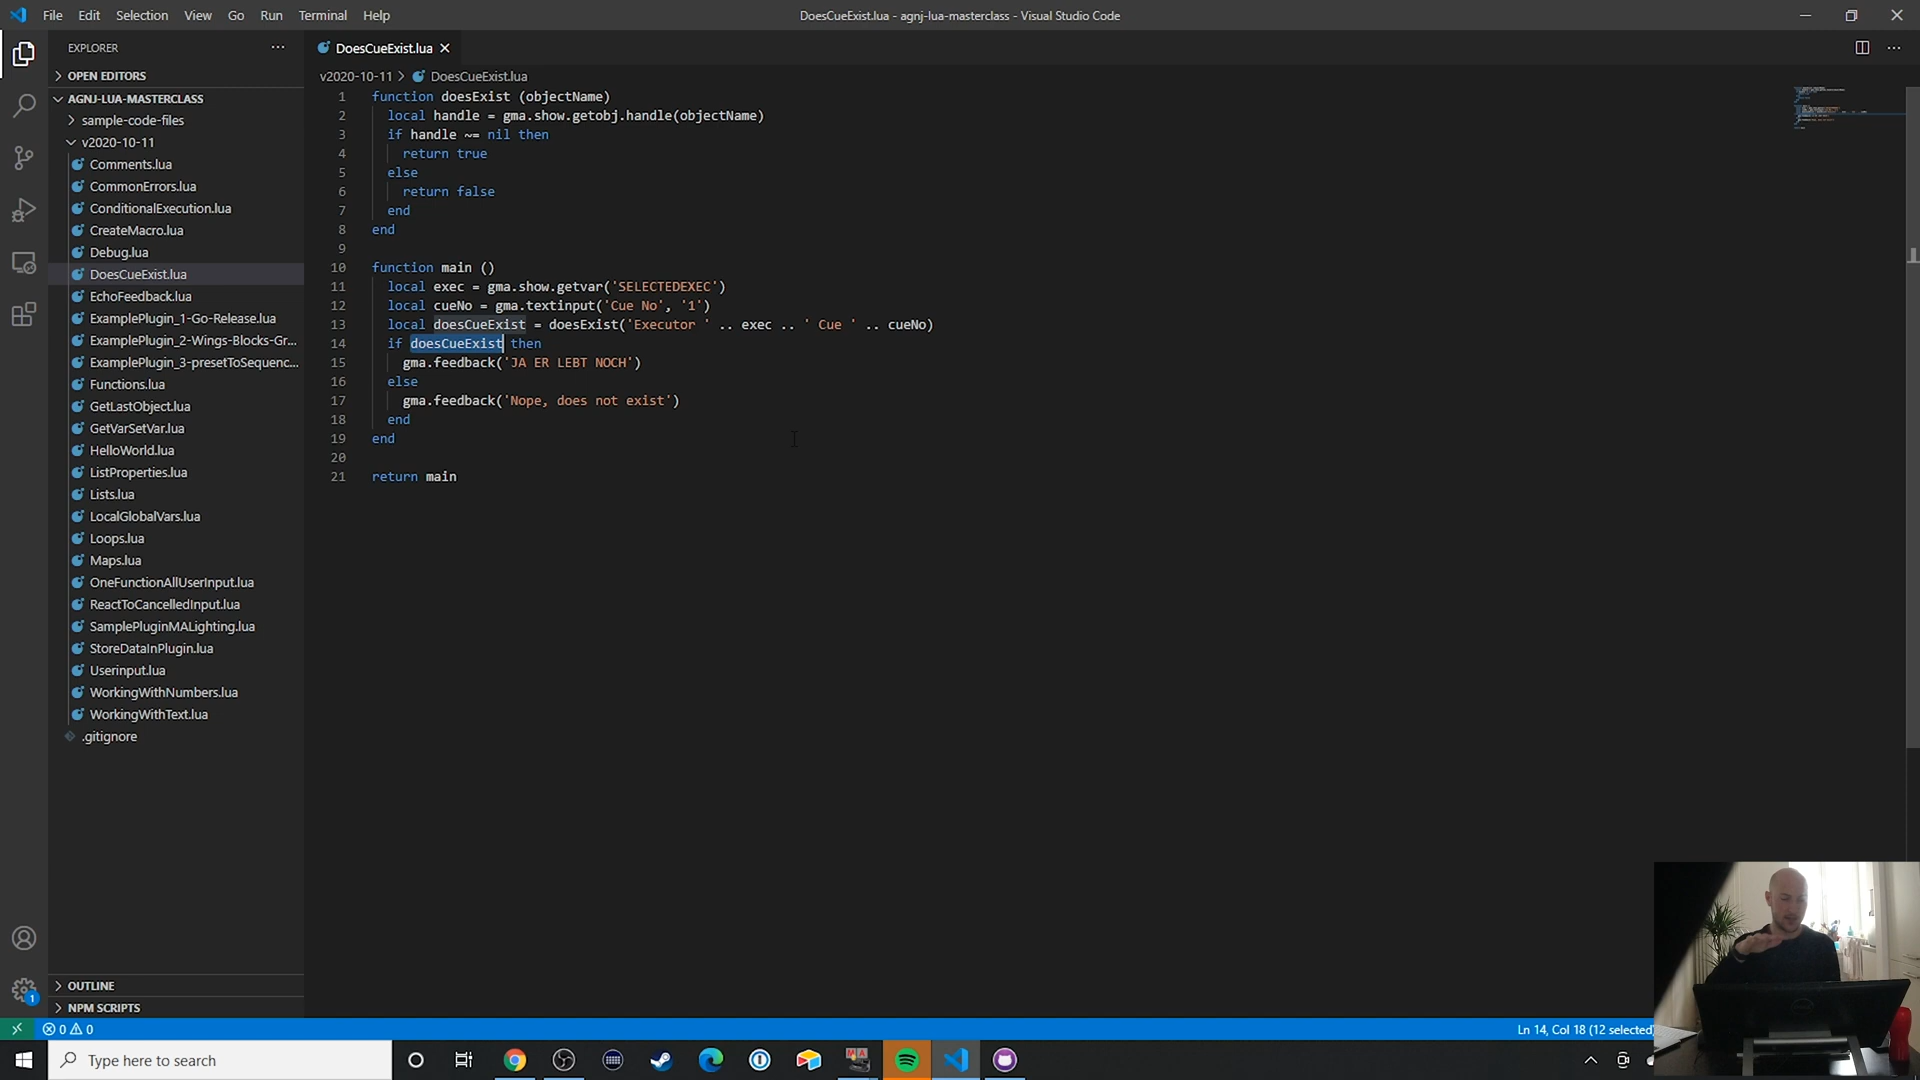 File Edit Selection View Go Run Terminal Help
DoesCueExist.lua - agnj-lua-masterclass - Visual Studio Code
EXPLORER
OPEN EDITORS
AGNJ-LUA-MASTERCLASS
sample-code-files
v2020-10-11
Comments.lua
CommonErrors.lua
ConditionalExecution.lua
CreateMacro.lua
Debug.lua
DoesCueExist.lua
EchoFeedback.lua
ExamplePlugin_1-Go-Release.lua
ExamplePlugin_2-Wings-Blocks-Gr...
ExamplePlugin_3-presetToSequenc...
Functions.lua
GetLastObject.lua
GetVarSetVar.lua
HelloWorld.lua
ListProperties.lua
Lists.lua
LocalGlobalVars.lua
Loops.lua
Maps.lua
OneFunctionAllUserInput.lua
ReactToCancelledInput.lua
SamplePluginMALighting.lua
StoreDataInPlugin.lua
Userinput.lua
WorkingWithNumbers.lua
WorkingWithText.lua
.gitignore
OUTLINE
NPM SCRIPTS
DoesCueExist.lua
v2020-10-11 > DoesCueExist.lua
1 function doesExist (objectName)
2 local handle = gma.show.getobj.handle(objectName)
3 if handle ~= nil then
4 return true
5 else
6 return false
7 end
8 end
9
10 function main ()
11 local exec = gma.show.getvar('SELECTEDEXEC')
12 local cueNo = gma.textinput('Cue No', '1')
13 local doesCueExist = doesExist('Executor ' .. exec .. ' Cue ' .. cueNo)
14 if doesCueExist then
15 gma.feedback('JA ER LEBT NOCH')
16 else
17 gma.feedback('Nope, does not exist')
18 end
19 end
20
21 return main
1
0 0
Ln 14, Col 18 (12 selected)
Type here to search